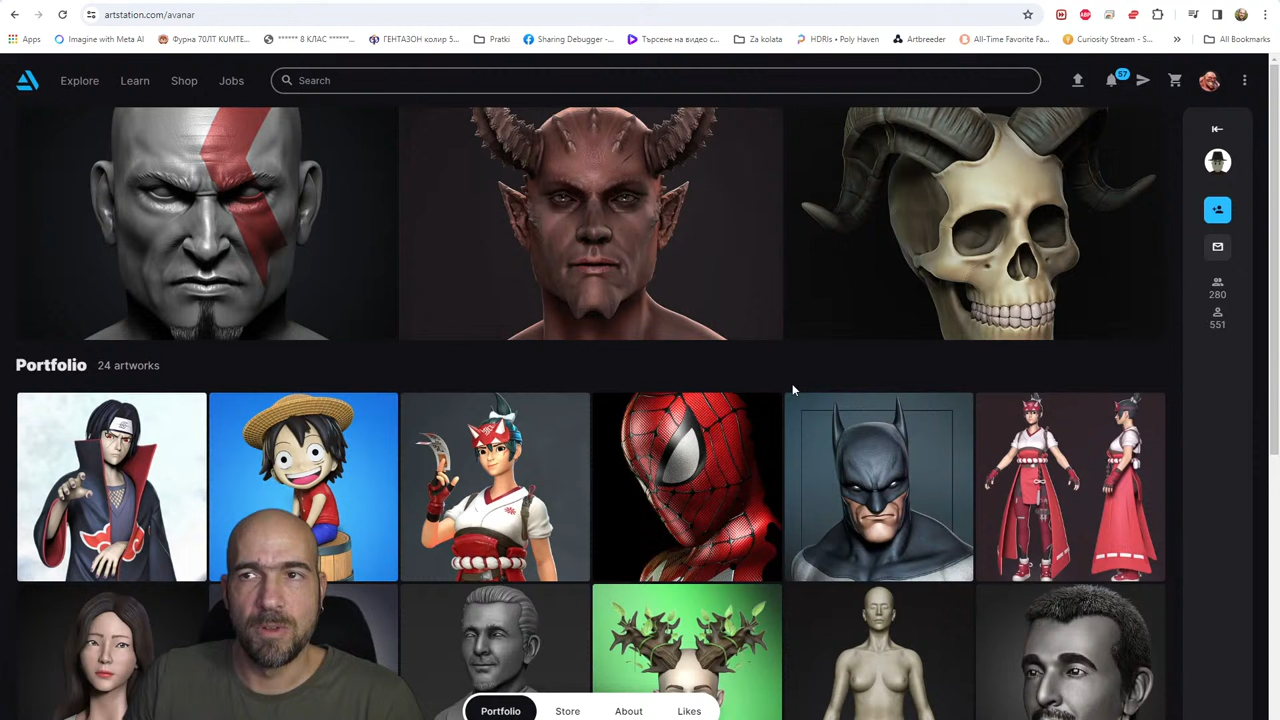 artstation.com/avanar
Apps
Imagine with Meta AI
Фурна 70ЛТ KUMTE...
****** 8 КЛАС ******...
ГЕНТАЗОН колир 5...
Pratki
Sharing Debugger -...
Търсене на видео с...
Za kolata
HDRIs • Poly Haven
Artbreeder
All-Time Favorite Fa...
Curiosity Stream - S...
»
All Bookmarks
Explore
Learn
Shop
Jobs
Search
57
280
551
Portfolio 24 artworks
Portfolio
Store
About
Likes